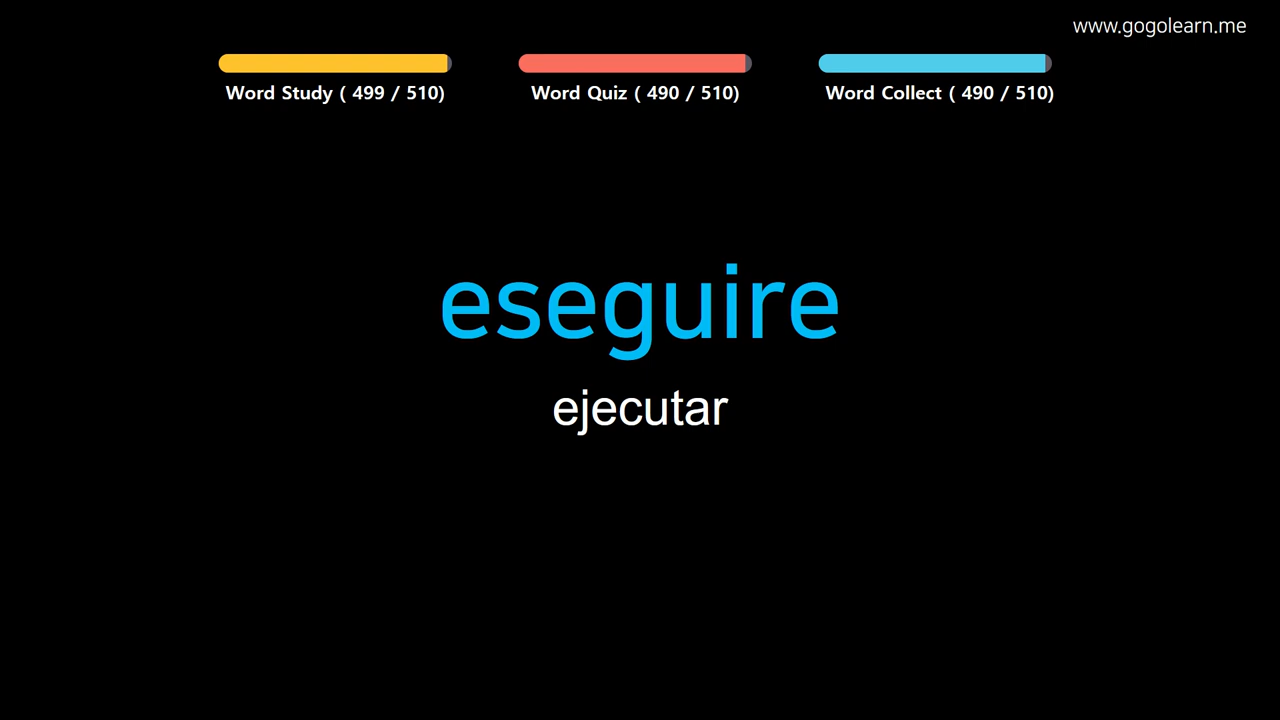 www.gogolearn.me
Word Study ( 499 / 510)
Word Quiz ( 490 / 510)
Word Collect ( 490 / 510)
eseguire
ejecutar